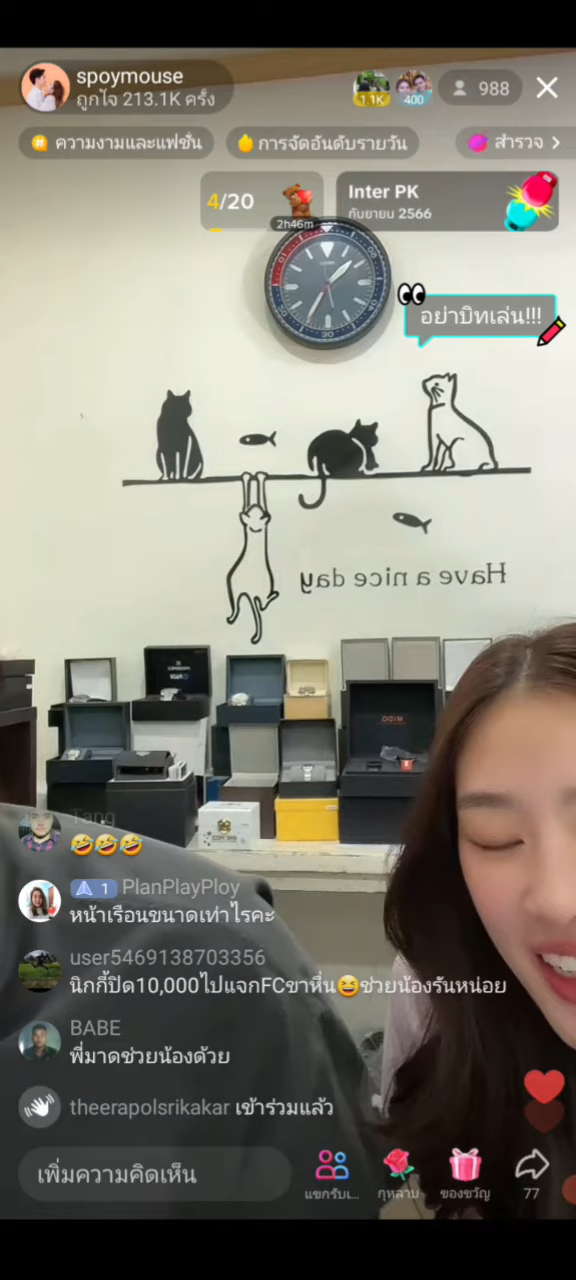 spoymouse
ถูกใจ 213.1K ครั้ง
1.1K
400
988
ความงามและแฟชั่น
การจัดอันดับรายวัน
สำรวจ
4/20
2h46m
Inter PK
กันยายน 2566
อย่าบิทเล่น!!!
Have a nice day
MIDO
Tang
🤣🤣🤣
1 PlanPlayPloy
หน้าเรือนขนาดเท่าไรคะ
user5469138703356
นิกกี้ปิด10,000ไปแจกFCขาหื่น😆ช่วยน้องรันหน่อย
BABE
พี่มาดช่วยน้องด้วย
theerapolsrikakar เข้าร่วมแล้ว
เพิ่มความคิดเห็น
แขกรับเ...
กุหลาบ
ของขวัญ
77